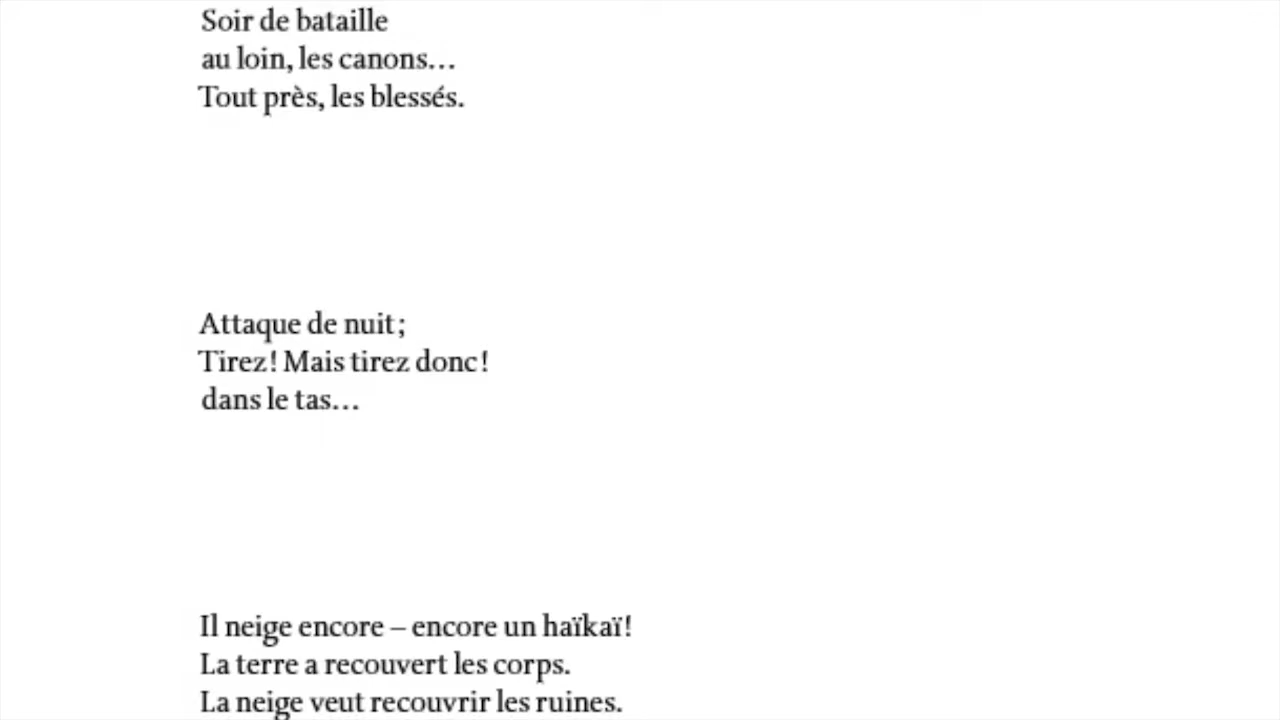 Soir de bataille
au loin, les canons…
Tout près, les blessés.
Attaque de nuit ;
Tirez ! Mais tirez donc !
dans le tas…
Il neige encore – encore un haïkaï !
La terre a recouvert les corps.
La neige veut recouvrir les ruines.